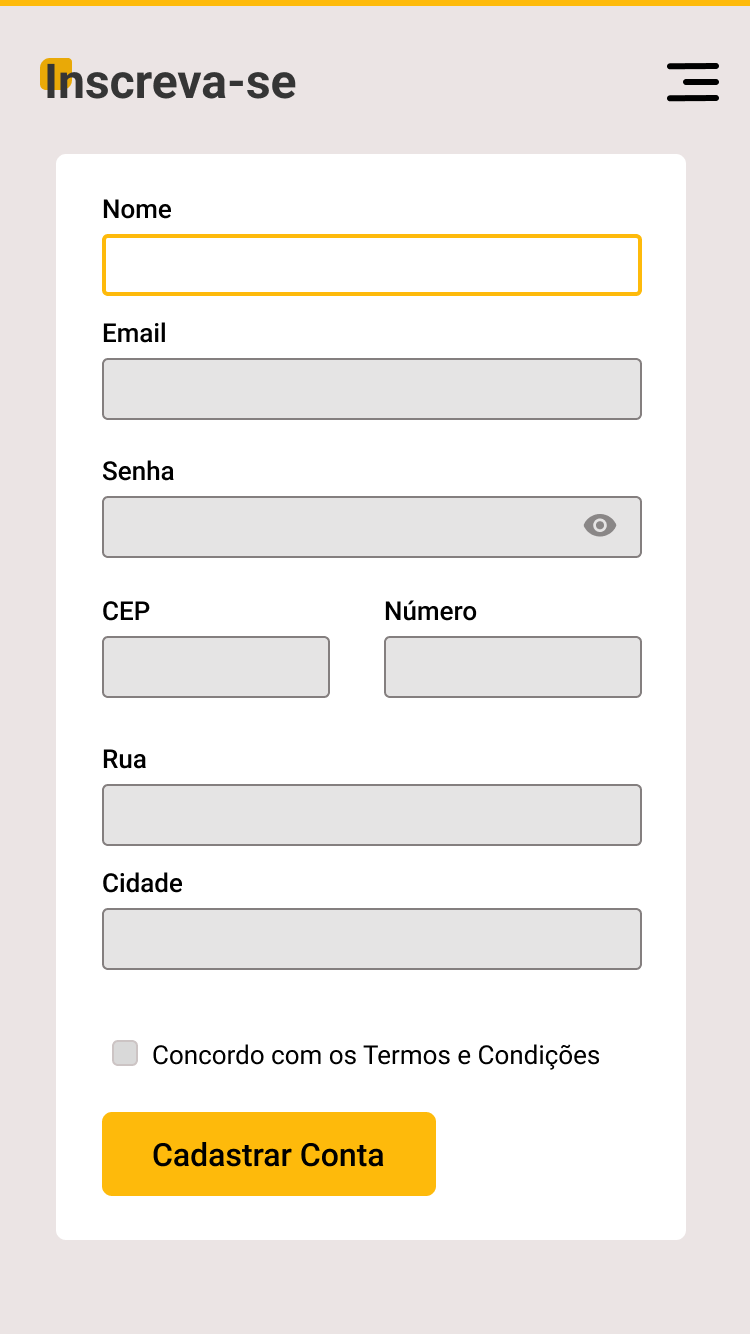 Inscreva-se
Nome
Email
Senha
CEP
Número
Rua
Cidade
Concordo com os Termos e Condições
Cadastrar Conta